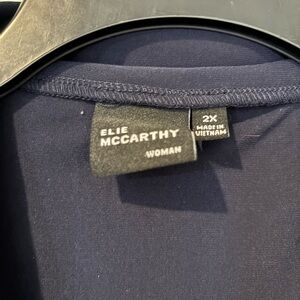 ELIE
MCCARTHY
WOMAN
2X
MADE IN
VIETNAM